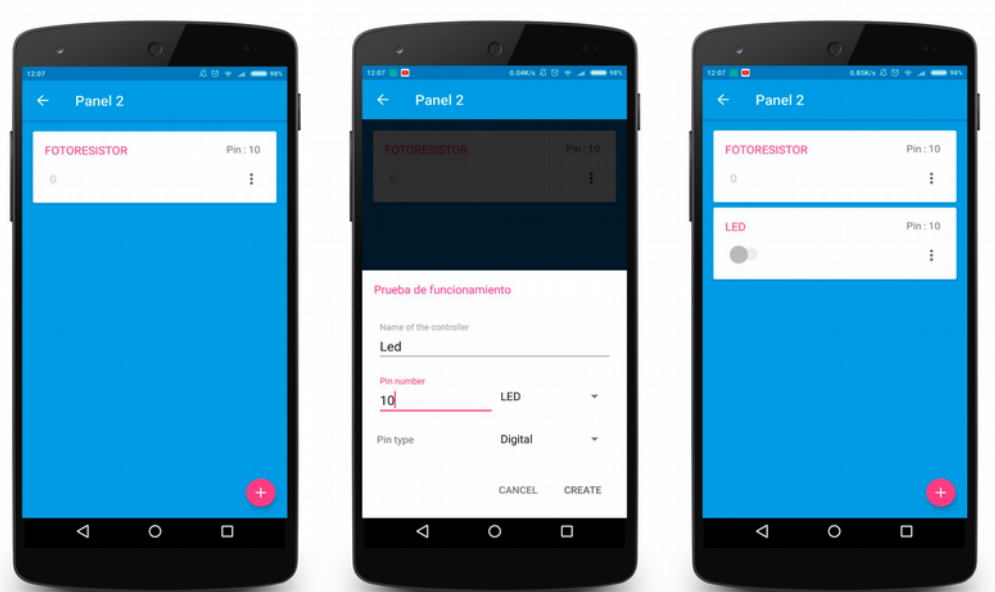 12:07
98%
Panel 2
FOTORESISTOR
Pin : 10
0
12:07
0.04K/s
98%
Panel 2
FOTORESISTOR
Pin : 10
0
Prueba de funcionamiento
Name of the controller
Led
Pin number
10
LED
Pin type
Digital
CANCEL
CREATE
12:07
0.85K/s
98%
Panel 2
FOTORESISTOR
Pin : 10
0
LED
Pin : 10